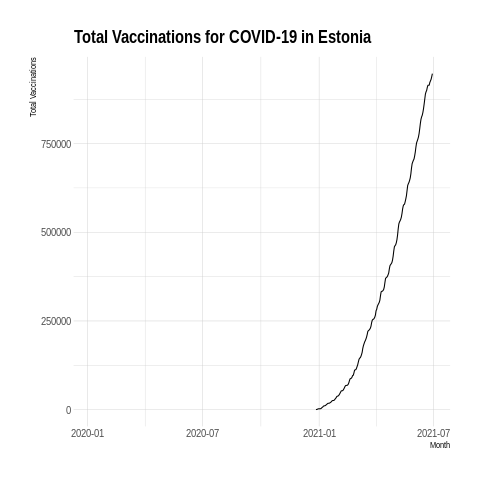 Total Vaccinations for COVID-19 in Estonia
Total Vaccinations
750000
500000
250000
0
2020-01 2020-07 2021-01 2021-07
Month